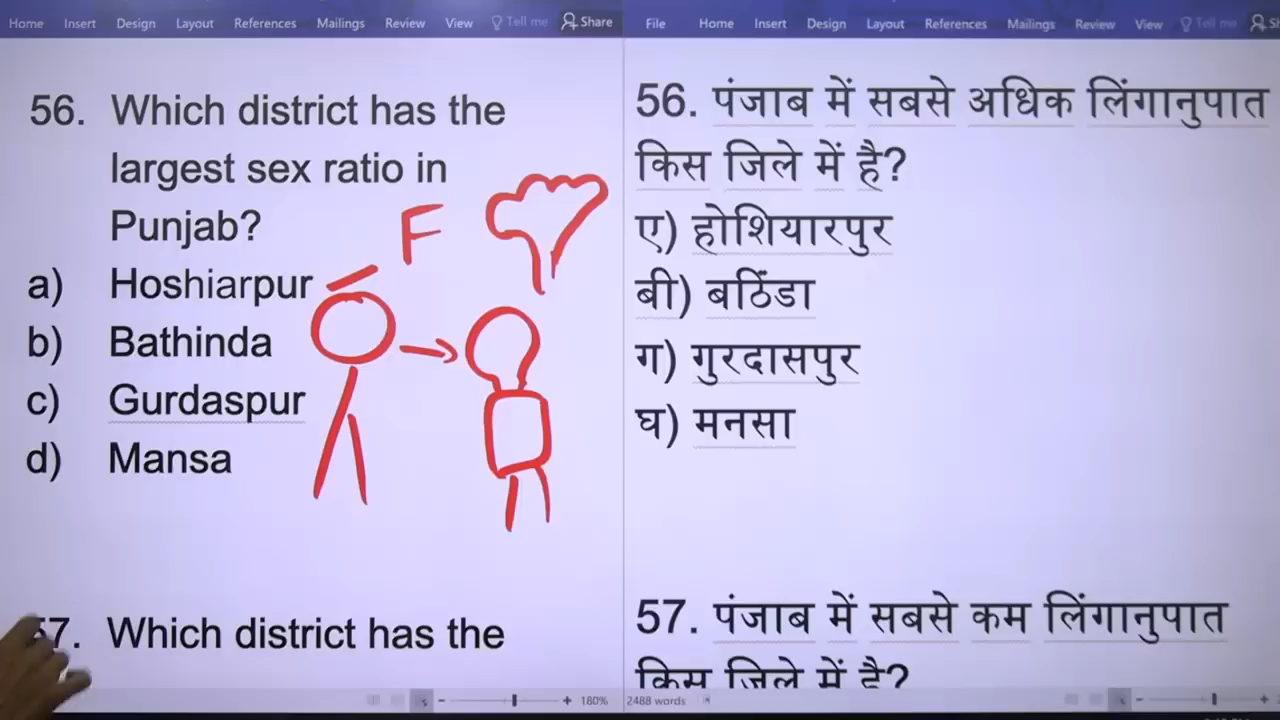 Home Insert Design Layout References Mailings Review View Tell me Share
56. Which district has the
largest sex ratio in
Punjab?
a) Hoshiarpur
b) Bathinda
c) Gurdaspur
d) Mansa
F
57. Which district has the
180%
File Home Insert Design Layout References Mailings Review View Tell me
56. पंजाब में सबसे अधिक लिंगानुपात
किस जिले में है?
ए) होशियारपुर
बी) बठिंडा
ग) गुरदासपुर
घ) मनसा
57. पंजाब में सबसे कम लिंगानुपात
किस जिले में है?
2488 words